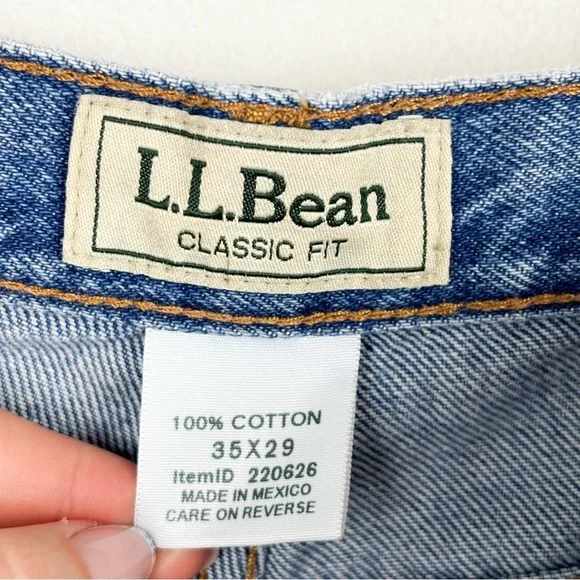 L.L.Bean
CLASSIC FIT
100% COTTON
35X29
ItemID 220626
MADE IN MEXICO
CARE ON REVERSE